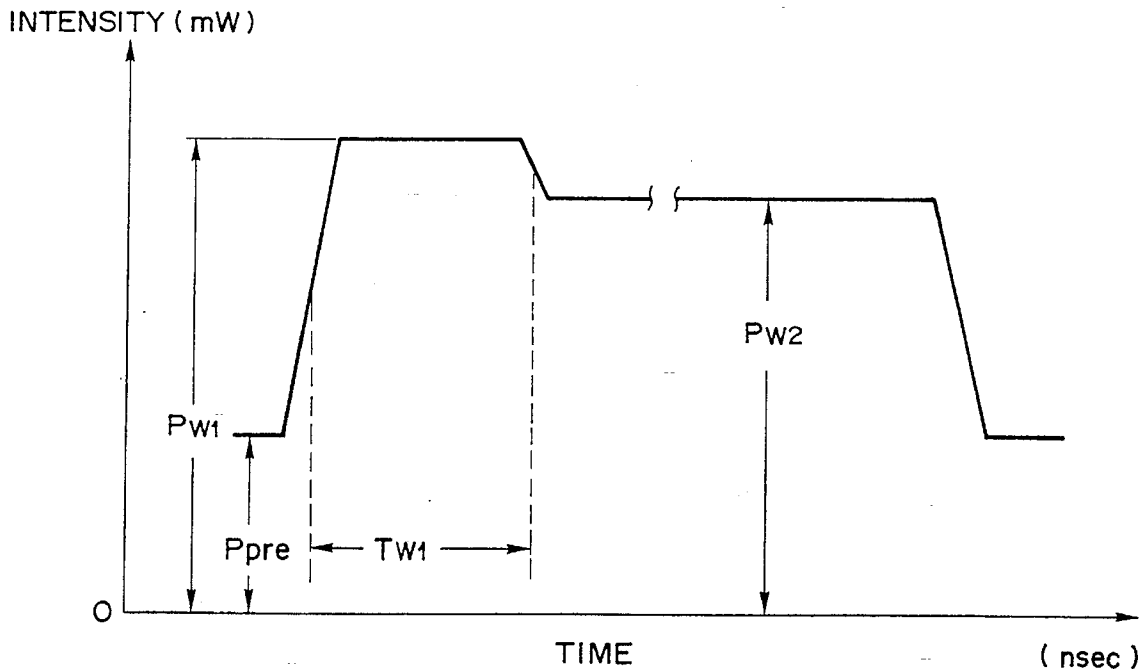 INTENSITY (mW)
PW1
PW2
Ppre
TW1
O
TIME
(nsec)